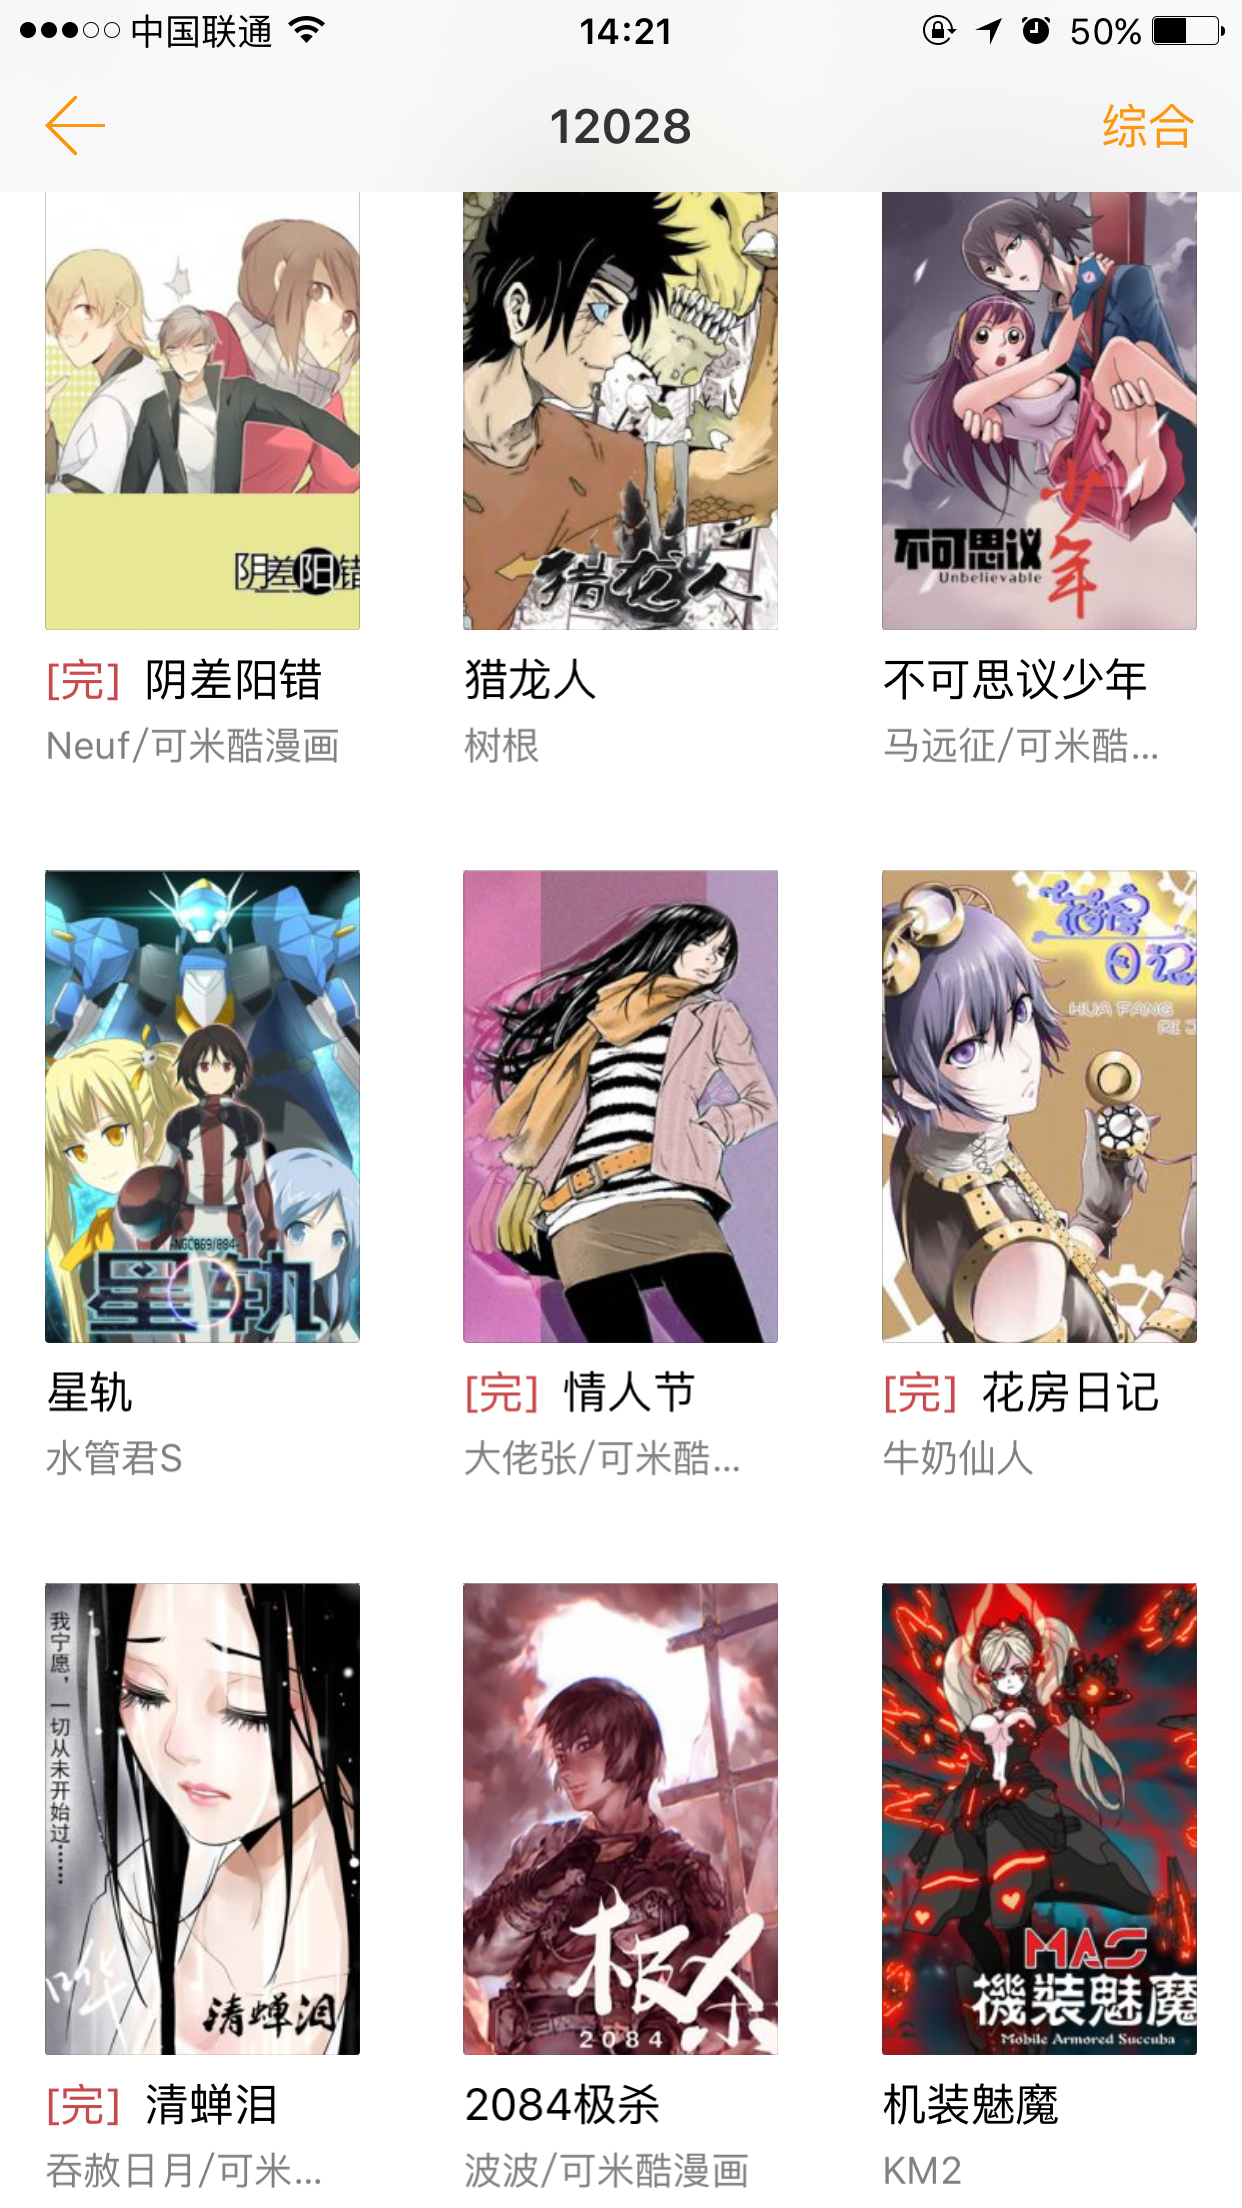 中国联通 14:21 50%
12028 综合
阴差阳错
猎龙人
不可思议少年
Unbelievable
[完] 阴差阳错
Neuf/可米酷漫画
猎龙人
树根
不可思议少年
马远征/可米酷...
-NGC869/884-
星轨
花房日记
HUA FANG
RI J
星轨
水管君S
[完] 情人节
大佬张/可米酷...
[完] 花房日记
牛奶仙人
我宁愿，一切从未开始过……
清蝉泪
极杀
2084
MAS
機裝魅魔
Mobile Armored Succuba
[完] 清蝉泪
吞赦日月/可米...
2084极杀
波波/可米酷漫画
机装魅魔
KM2